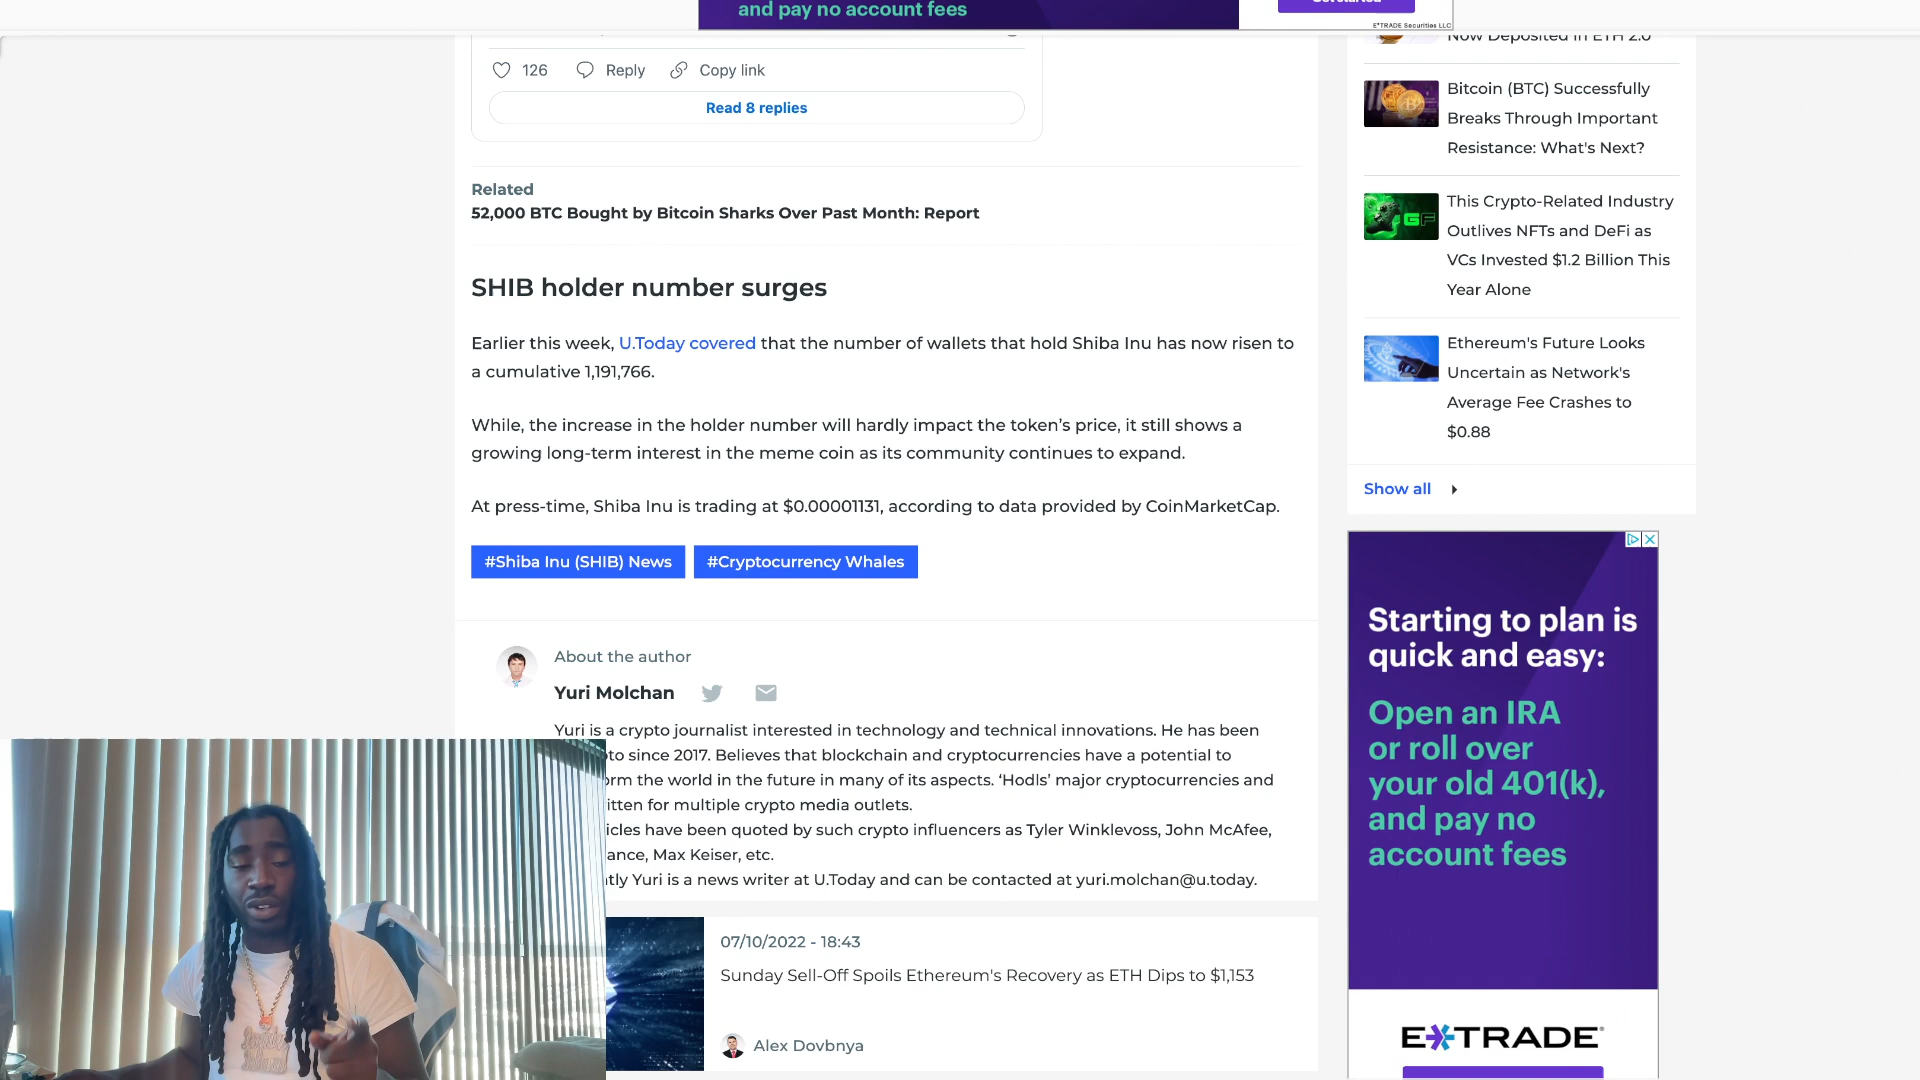 and pay no account fees
E*TRADE Securities LLC
126
Reply
Copy link
Read 8 replies
Related
52,000 BTC Bought by Bitcoin Sharks Over Past Month: Report
SHIB holder number surges
Earlier this week, U.Today covered that the number of wallets that hold Shiba Inu has now risen to
a cumulative 1,191,766.
While, the increase in the holder number will hardly impact the token’s price, it still shows a
growing long-term interest in the meme coin as its community continues to expand.
At press-time, Shiba Inu is trading at $0.00001131, according to data provided by CoinMarketCap.
#Shiba Inu (SHIB) News
#Cryptocurrency Whales
About the author
Yuri Molchan
Yuri is a crypto journalist interested in technology and technical innovations. He has been
to since 2017. Believes that blockchain and cryptocurrencies have a potential to
orm the world in the future in many of its aspects. ‘Hodls’ major cryptocurrencies and
itten for multiple crypto media outlets.
icles have been quoted by such crypto influencers as Tyler Winklevoss, John McAfee,
ance, Max Keiser, etc.
tly Yuri is a news writer at U.Today and can be contacted at yuri.molchan@u.today.
07/10/2022 - 18:43
Sunday Sell-Off Spoils Ethereum's Recovery as ETH Dips to $1,153
Alex Dovbnya
Now Deposited in ETH 2.0
Bitcoin (BTC) Successfully
Breaks Through Important
Resistance: What's Next?
This Crypto-Related Industry
Outlives NFTs and DeFi as
VCs Invested $1.2 Billion This
Year Alone
GF
Ethereum's Future Looks
Uncertain as Network's
Average Fee Crashes to
$0.88
Show all
Starting to plan is
quick and easy:
Open an IRA
or roll over
your old 401(k),
and pay no
account fees
E*TRADE